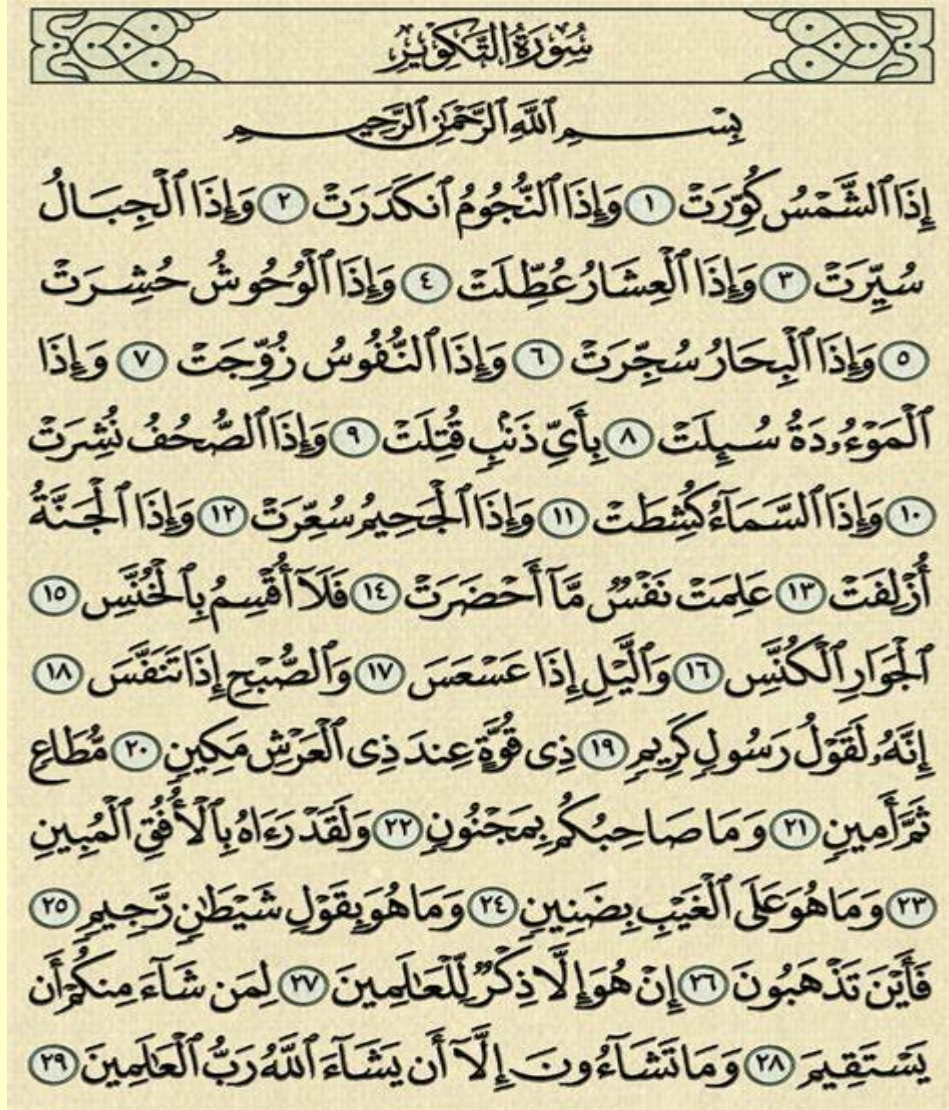 سُورَةُ التَّكْوِيرِ
بِسْمِ ٱللَّهِ ٱلرَّحْمَٰنِ ٱلرَّحِيمِ
إِذَا ٱلشَّمْسُ كُوِّرَتْ ١ وَإِذَا ٱلنُّجُومُ ٱنكَدَرَتْ ٢ وَإِذَا ٱلْجِبَالُ
سُيِّرَتْ ٣ وَإِذَا ٱلْعِشَارُ عُطِّلَتْ ٤ وَإِذَا ٱلْوُحُوشُ حُشِرَتْ
٥ وَإِذَا ٱلْبِحَارُ سُجِّرَتْ ٦ وَإِذَا ٱلنُّفُوسُ زُوِّجَتْ ٧ وَإِذَا
ٱلْمَوْءُۥدَةُ سُئِلَتْ ٨ بِأَىِّ ذَنۢبٍ قُتِلَتْ ٩ وَإِذَا ٱلصُّحُفُ نُشِرَتْ
١٠ وَإِذَا ٱلسَّمَآءُ كُشِطَتْ ١١ وَإِذَا ٱلْجَحِيمُ سُعِّرَتْ ١٢ وَإِذَا ٱلْجَنَّةُ
أُزْلِفَتْ ١٣ عَلِمَتْ نَفْسٌ مَّآ أَحْضَرَتْ ١٤ فَلَآ أُقْسِمُ بِٱلْخُنَّسِ ١٥
ٱلْجَوَارِ ٱلْكُنَّسِ ١٦ وَٱلَّيْلِ إِذَا عَسْعَسَ ١٧ وَٱلصُّبْحِ إِذَا تَنَفَّسَ ١٨
إِنَّهُۥ لَقَوْلُ رَسُولٍ كَرِيمٍ ١٩ ذِى قُوَّةٍ عِندَ ذِى ٱلْعَرْشِ مَكِينٍ ٢٠ مُّطَاعٍ
ثَمَّ أَمِينٍ ٢١ وَمَا صَاحِبُكُم بِمَجْنُونٍ ٢٢ وَلَقَدْ رَءَاهُ بِٱلْأُفُقِ ٱلْمُبِينِ
٢٣ وَمَا هُوَ عَلَى ٱلْغَيْبِ بِضَنِينٍ ٢٤ وَمَا هُوَ بِقَوْلِ شَيْطَٰنٍ رَّجِيمٍ ٢٥
فَأَيْنَ تَذْهَبُونَ ٢٦ إِنْ هُوَ إِلَّا ذِكْرٌ لِّلْعَٰلَمِينَ ٢٧ لِمَن شَآءَ مِنكُمْ أَن
يَسْتَقِيمَ ٢٨ وَمَا تَشَآءُونَ إِلَّآ أَن يَشَآءَ ٱللَّهُ رَبُّ ٱلْعَٰلَمِينَ ٢٩